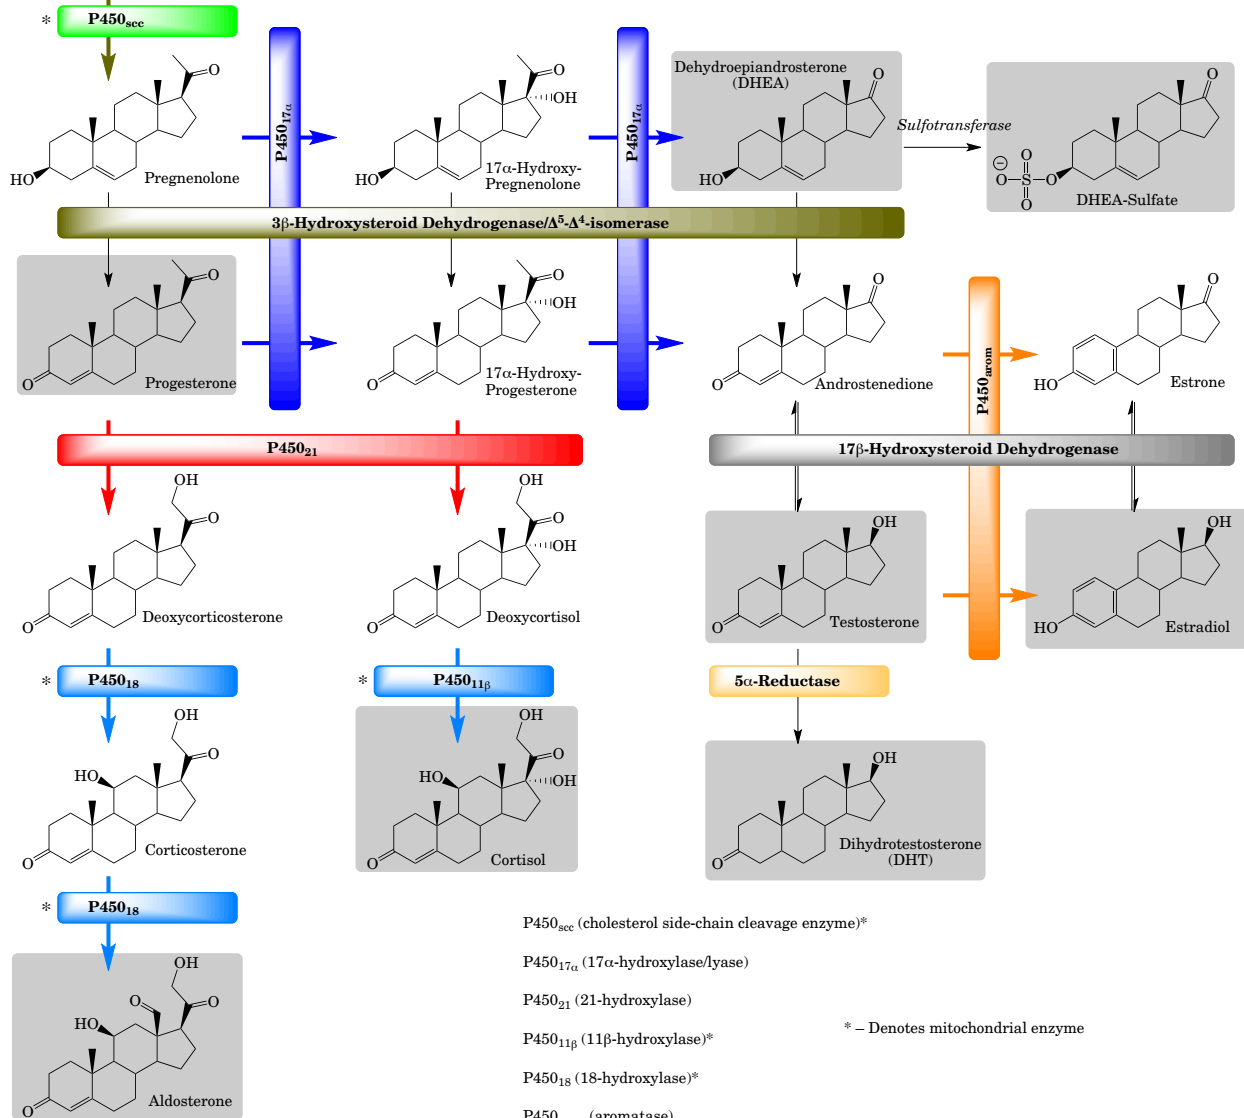 * P450scc
P45017α
P45017α
Pregnenolone
17α-Hydroxy-
Pregnenolone
Dehydroepiandrosterone
(DHEA)
Sulfotransferase
DHEA-Sulfate
O
HO
O
OH
HO
O
HO
O
O
O
S
O
O
⊖
3β-Hydroxysteroid Dehydrogenase/Δ⁵-Δ⁴-isomerase
O
O
Progesterone
O
OH
O
17α-Hydroxy-
Progesterone
O
O
Androstenedione
P450arom
O
HO
Estrone
P45021
17β-Hydroxysteroid Dehydrogenase
OH
O
O
Deoxycorticosterone
OH
O
OH
O
Deoxycortisol
OH
O
Testosterone
OH
HO
Estradiol
* P45018
* P45011β
5α-Reductase
OH
O
HO
O
Corticosterone
OH
O
OH
HO
O
Cortisol
OH
O
Dihydrotestosterone
(DHT)
* P45018
OH
O
O
HO
O
Aldosterone
P450scc (cholesterol side-chain cleavage enzyme)*
P45017α (17α-hydroxylase/lyase)
P45021 (21-hydroxylase)
P45011β (11β-hydroxylase)*
P45018 (18-hydroxylase)*
P450 (aromatase)
* – Denotes mitochondrial enzyme